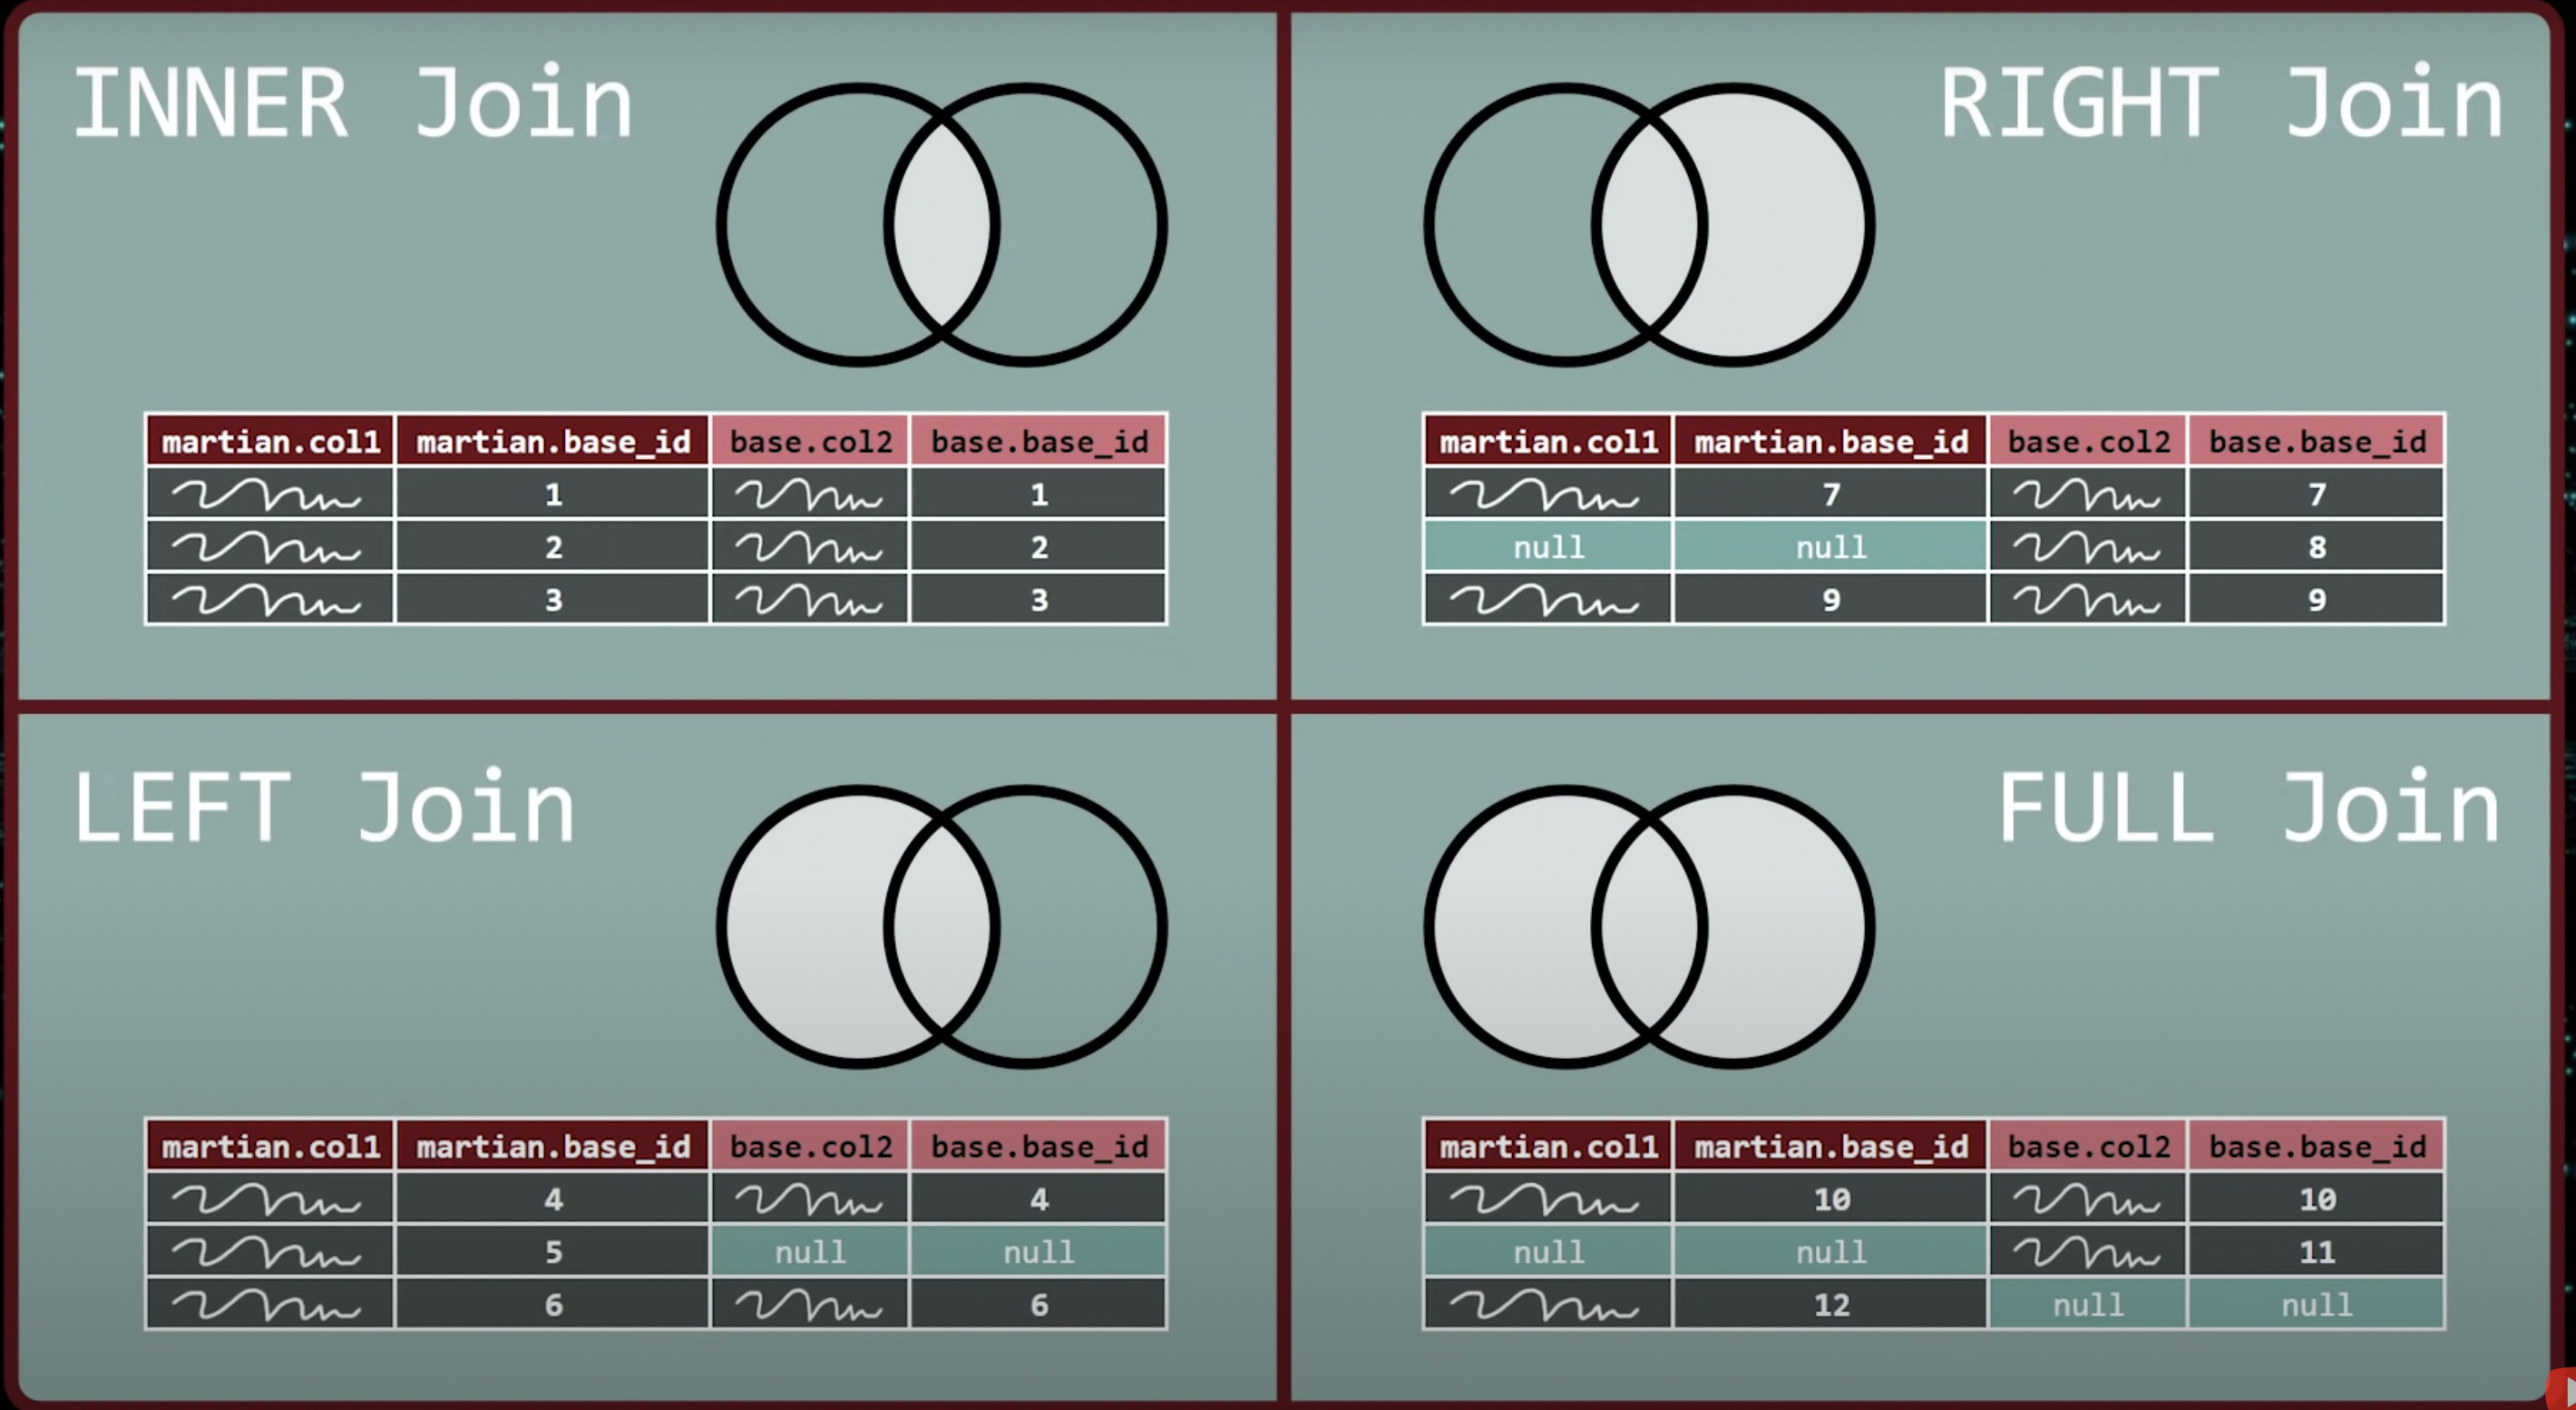 INNER Join
martian.col1 martian.base_id base.col2 base.base_id
1 1
2 2
3 3
RIGHT Join
martian.col1 martian.base_id base.col2 base.base_id
7 7
null null 8
9 9
LEFT Join
martian.col1 martian.base_id base.col2 base.base_id
4 4
5 null null
6 6
FULL Join
martian.col1 martian.base_id base.col2 base.base_id
10 10
null null 11
12 null null